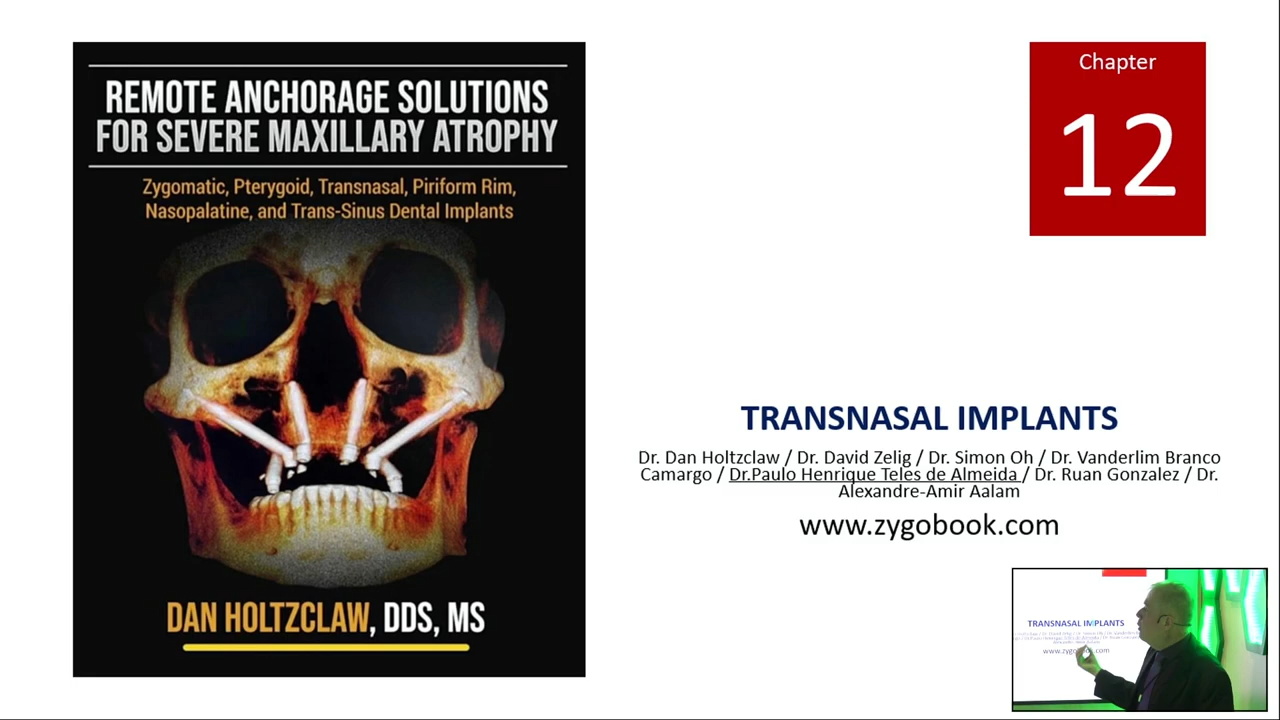 REMOTE ANCHORAGE SOLUTIONS
FOR SEVERE MAXILLARY ATROPHY
Zygomatic, Pterygoid, Transnasal, Piriform Rim,
Nasopalatine, and Trans-Sinus Dental Implants
DAN HOLTZCLAW, DDS, MS
Chapter
12
TRANSNASAL IMPLANTS
Dr. Dan Holtzclaw / Dr. David Zelig / Dr. Simon Oh / Dr. Vanderlim Branco
Camargo / Dr.Paulo Henrique Teles de Almeida / Dr. Ruan Gonzalez / Dr.
Alexandre-Amir Aalam
www.zygobook.com
TRANSNASAL IMPLANTS